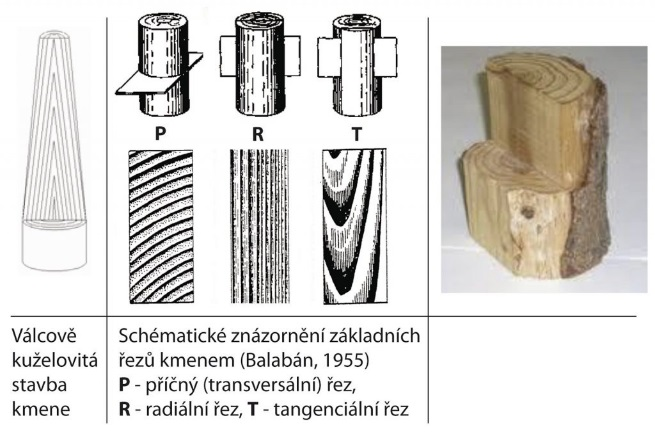 P R T
Válcově
kuželovitá
stavba
kmene
Schématické znázornění základních
řezů kmenem (Balabán, 1955)
P - příčný (transversální) řez,
R - radiální řez, T - tangenciální řez